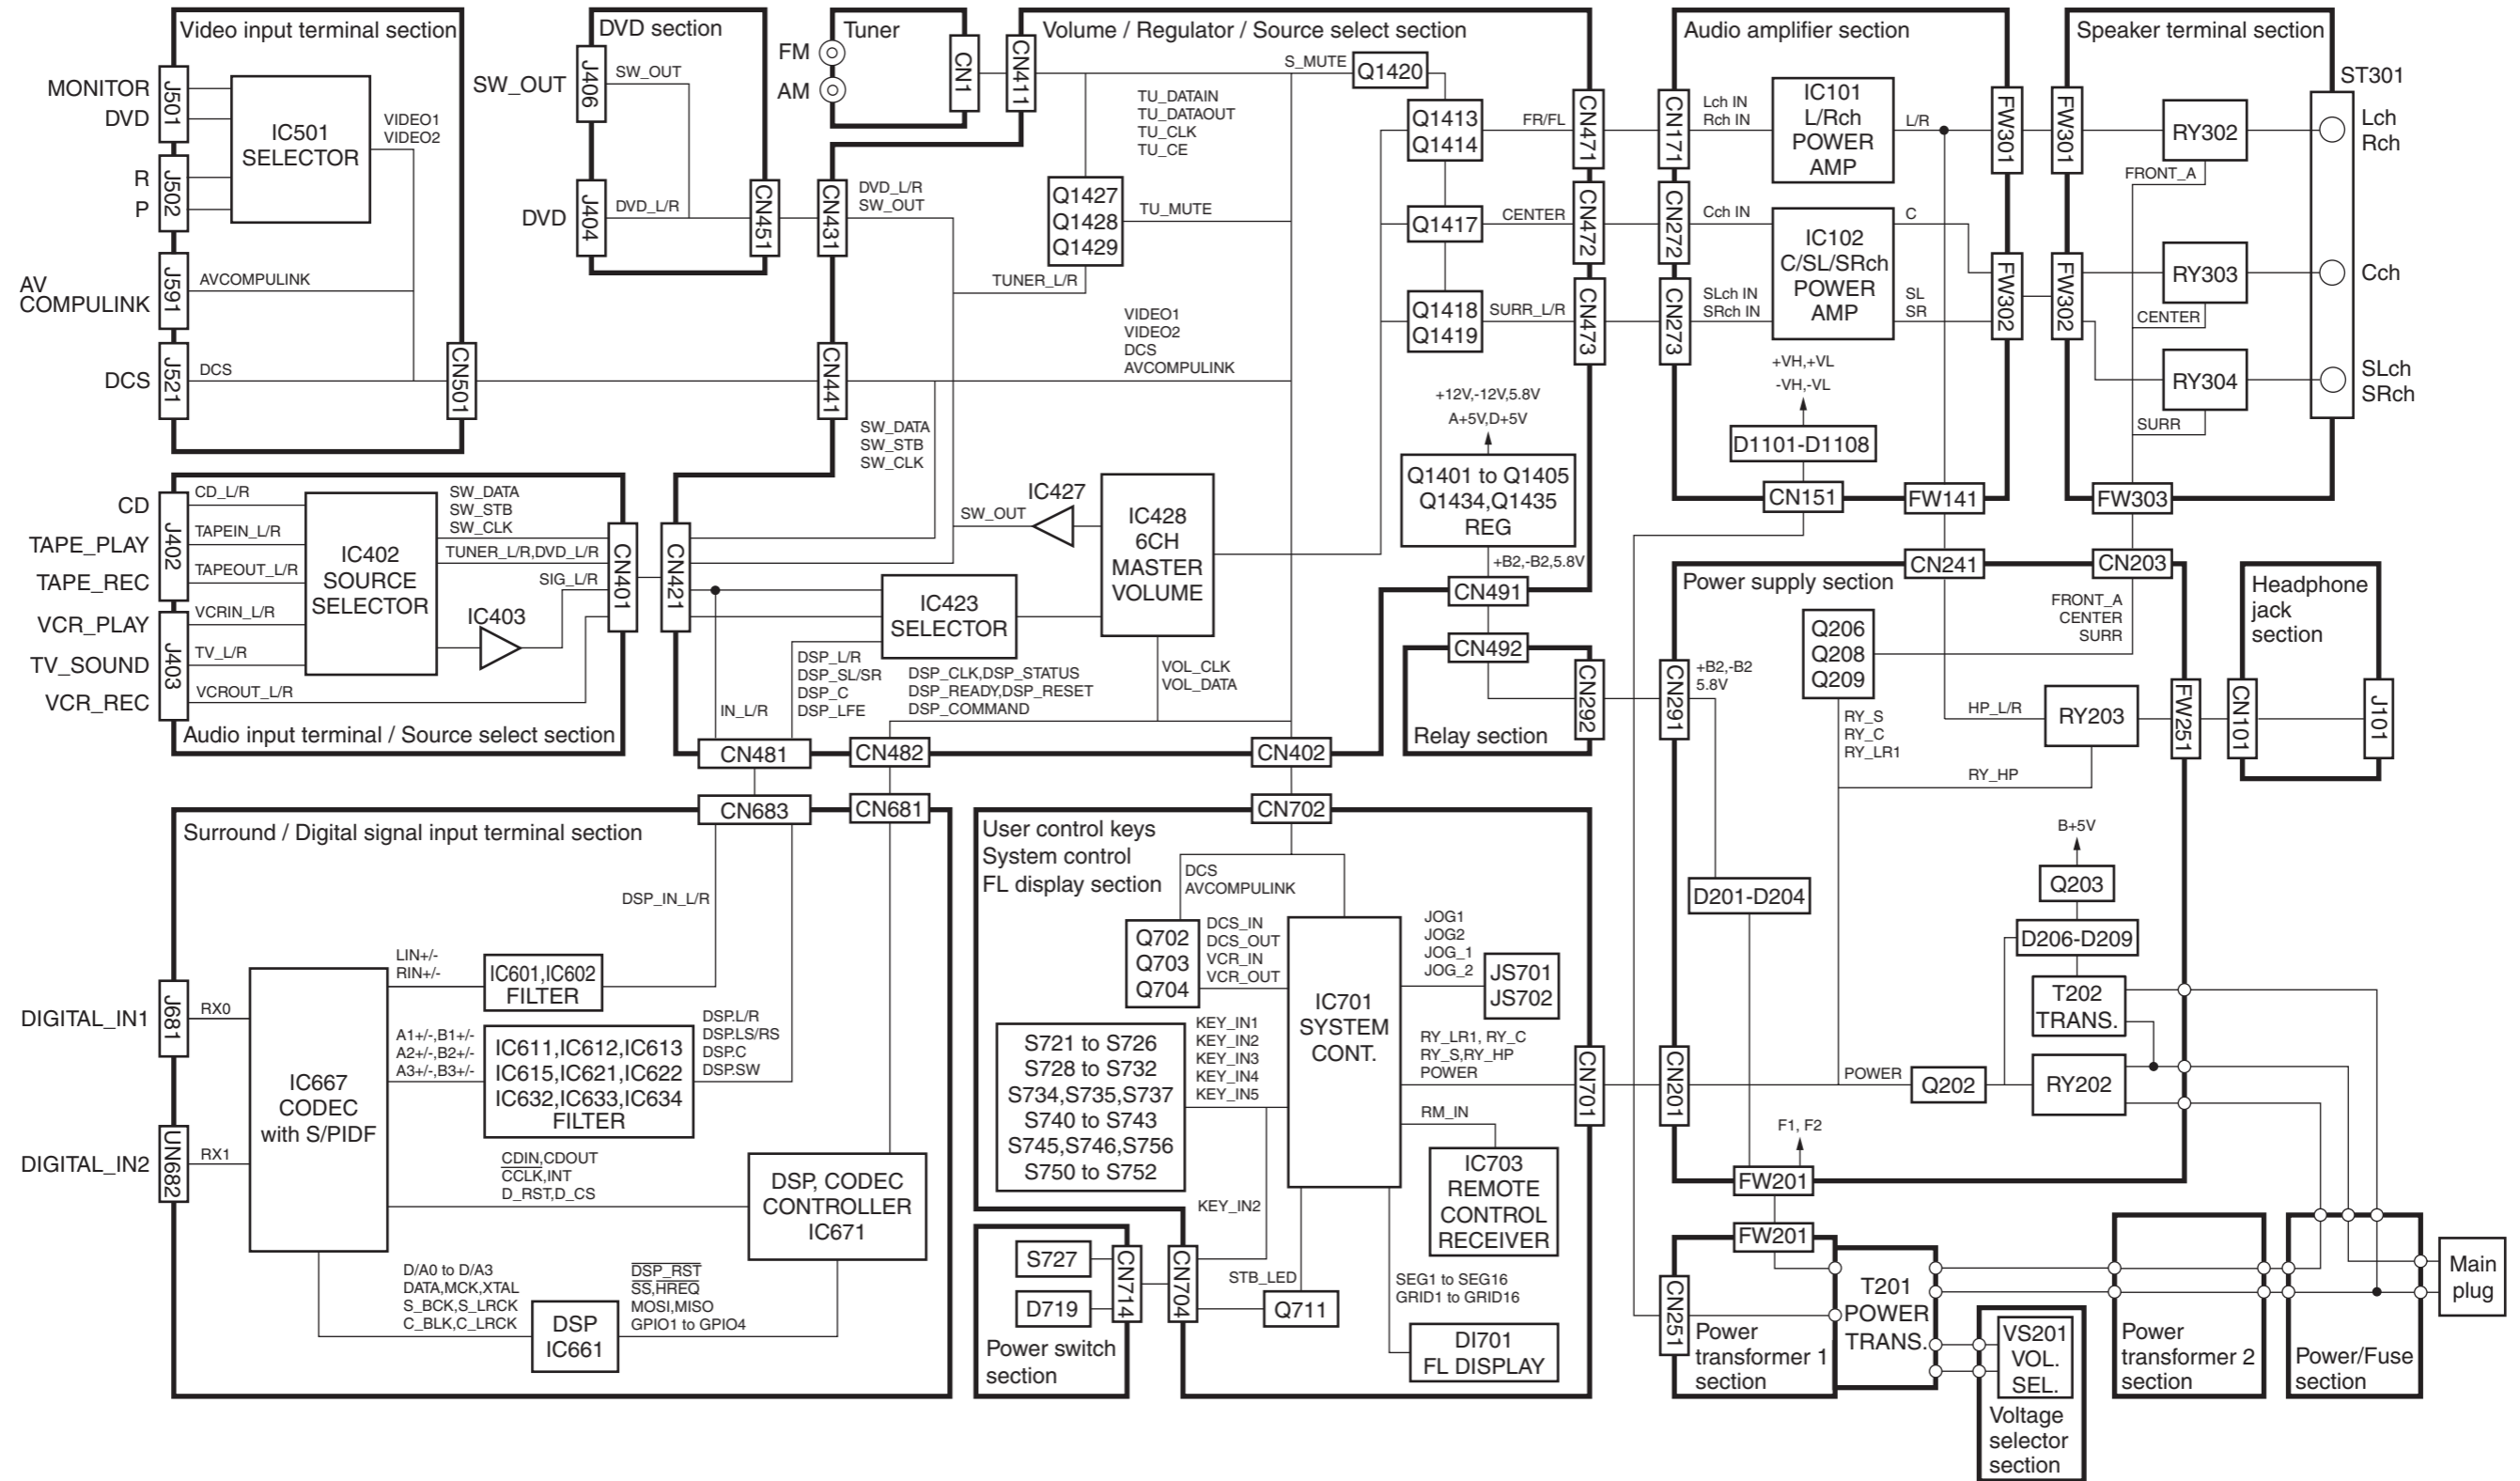 Video input terminal section
MONITOR
DVD
R
P
AV
COMPULINK
DCS
J501
J502
J591
J521
IC501
SELECTOR
VIDEO1
VIDEO2
AVCOMPULINK
DCS
CN501
DVD section
SW_OUT
DVD
J406
J404
SW_OUT
DVD_L/R
CN451
Tuner
FM
AM
CN1
Volume / Regulator / Source select section
CN411
CN431
CN441
CN421
S_MUTE
Q1420
TU_DATAIN
TU_DATAOUT
TU_CLK
TU_CE
DVD_L/R
SW_OUT
Q1427
Q1428
Q1429
TU_MUTE
TUNER_L/R
VIDEO1
VIDEO2
DCS
AVCOMPULINK
SW_DATA
SW_STB
SW_CLK
Q1413
Q1414
FR/FL
CN471
Q1417
CENTER
CN472
Q1418
Q1419
SURR_L/R
CN473
+12V,-12V,5.8V
A+5V,D+5V
Q1401 to Q1405
Q1434,Q1435
REG
+B2,-B2,5.8V
CN491
SW_OUT
IC427
IC428
6CH
MASTER
VOLUME
IC423
SELECTOR
DSP_L/R
DSP_SL/SR
DSP_C
DSP_LFE
DSP_CLK,DSP_STATUS
DSP_READY,DSP_RESET
DSP_COMMAND
VOL_CLK
VOL_DATA
IN_L/R
CN481
CN482
CN402
Audio amplifier section
CN171
CN272
CN273
Lch IN
Rch IN
IC101
L/Rch
POWER
AMP
L/R
Cch IN
SLch IN
SRch IN
IC102
C/SL/SRch
POWER
AMP
C
SL
SR
FW301
FW302
+VH,+VL
-VH,-VL
D1101-D1108
CN151
FW141
Speaker terminal section
FW301
FW302
RY302
FRONT_A
RY303
CENTER
RY304
SURR
ST301
Lch
Rch
Cch
SLch
SRch
FW303
CD
TAPE_PLAY
TAPE_REC
VCR_PLAY
TV_SOUND
VCR_REC
J402
J403
CD_L/R
TAPEIN_L/R
TAPEOUT_L/R
VCRIN_L/R
TV_L/R
VCROUT_L/R
IC402
SOURCE
SELECTOR
SW_DATA
SW_STB
SW_CLK
TUNER_L/R,DVD_L/R
SIG_L/R
IC403
CN401
Audio input terminal / Source select section
CN492
CN292
Relay section
Power supply section
CN241
CN203
CN291
+B2,-B2
5.8V
Q206
Q208
Q209
FRONT_A
CENTER
SURR
RY_S
RY_C
RY_LR1
HP_L/R
RY203
RY_HP
FW251
B+5V
Q203
D206-D209
T202
TRANS.
D201-D204
CN201
POWER
Q202
RY202
F1, F2
FW201
Headphone
jack
section
CN101
J101
Surround / Digital signal input terminal section
CN683
CN681
DIGITAL_IN1
DIGITAL_IN2
J681
UN682
RX0
RX1
IC667
CODEC
with S/PIDF
LIN+/-
RIN+/-
IC601,IC602
FILTER
DSP_IN_L/R
A1+/-,B1+/-
A2+/-,B2+/-
A3+/-,B3+/-
IC611,IC612,IC613
IC615,IC621,IC622
IC632,IC633,IC634
FILTER
DSP.L/R
DSP.LS/RS
DSP.C
DSP.SW
CDIN,CDOUT
CCLK,INT
D_RST,D_CS
DSP, CODEC
CONTROLLER
IC671
D/A0 to D/A3
DATA,MCK,XTAL
S_BCK,S_LRCK
C_BLK,C_LRCK
DSP
IC661
DSP_RST
SS,HREQ
MOSI,MISO
GPIO1 to GPIO4
User control keys
System control
FL display section
CN702
DCS
AVCOMPULINK
Q702
Q703
Q704
DCS_IN
DCS_OUT
VCR_IN
VCR_OUT
IC701
SYSTEM
CONT.
JOG1
JOG2
JOG_1
JOG_2
JS701
JS702
S721 to S726
S728 to S732
S734,S735,S737
S740 to S743
S745,S746,S756
S750 to S752
KEY_IN1
KEY_IN2
KEY_IN3
KEY_IN4
KEY_IN5
RY_LR1, RY_C
RY_S,RY_HP
POWER
CN701
RM_IN
IC703
REMOTE
CONTROL
RECEIVER
KEY_IN2
STB_LED
Q711
SEG1 to SEG16
GRID1 to GRID16
DI701
FL DISPLAY
CN704
S727
D719
CN714
Power switch
section
FW201
CN251
Power
transformer 1
section
T201
POWER
TRANS.
VS201
VOL.
SEL.
Voltage
selector
section
Power
transformer 2
section
Power/Fuse
section
Main
plug